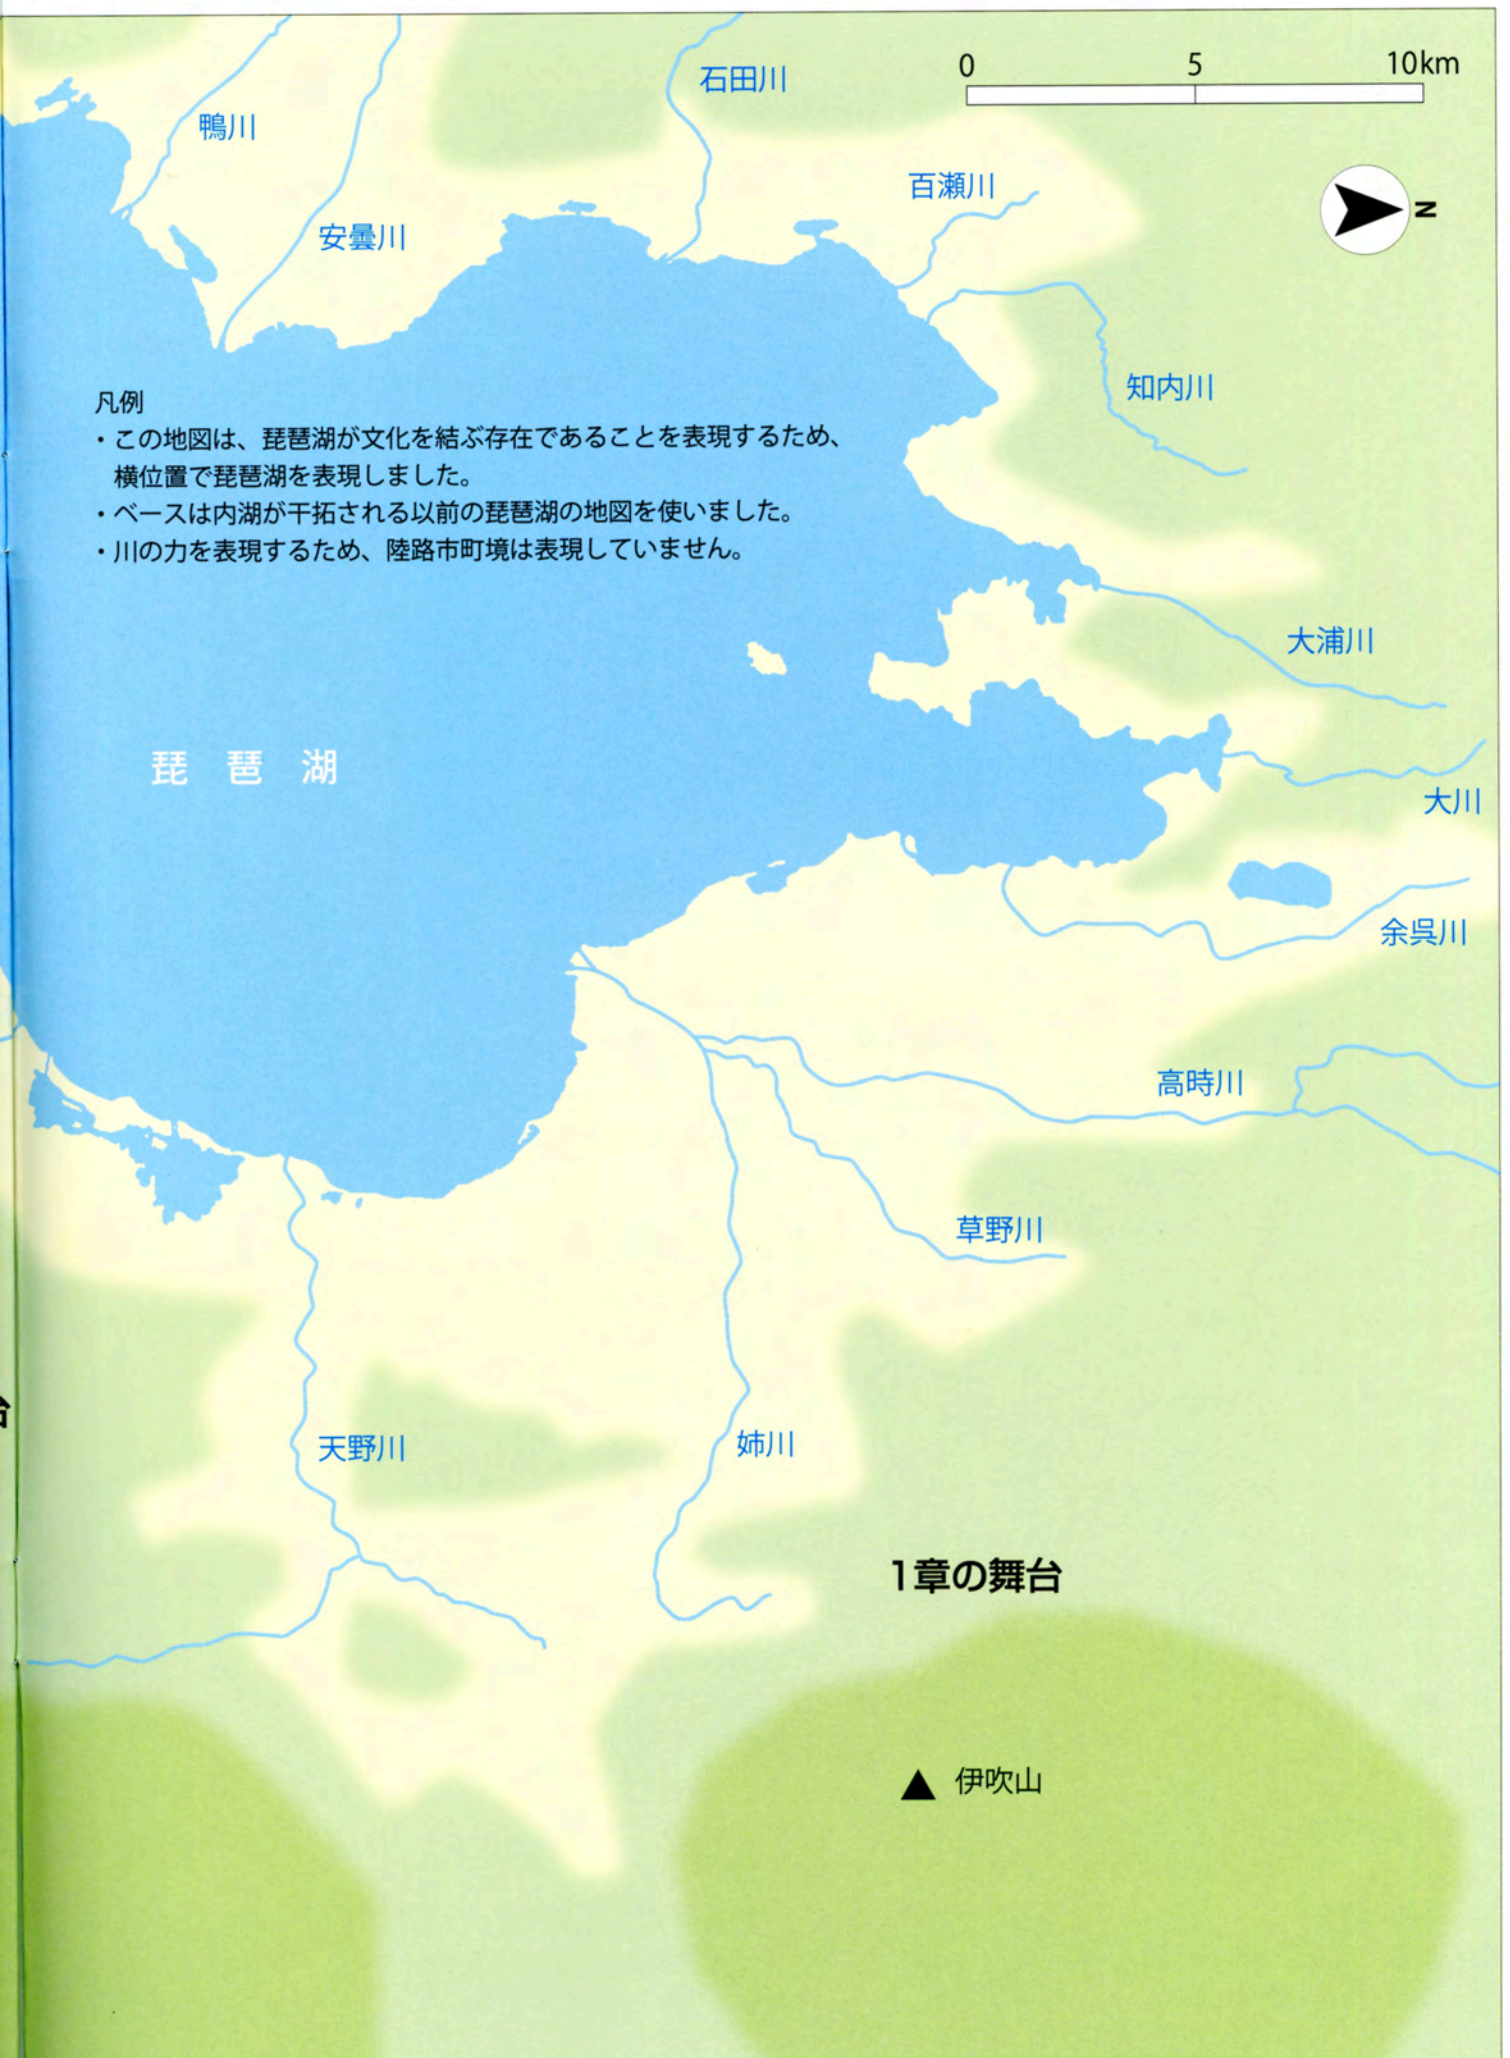 0 5 10km
石田川
鴨川
百瀬川
N
安曇川
知内川
凡例
・この地図は、琵琶湖が文化を結ぶ存在であることを表現するため、
横位置で琵琶湖を表現しました。
・ベースは内湖が干拓される以前の琵琶湖の地図を使いました。
・川の力を表現するため、陸路市町境は表現していません。
大浦川
琵琶湖
大川
余呉川
高時川
草野川
台
天野川
姉川
1章の舞台
▲ 伊吹山